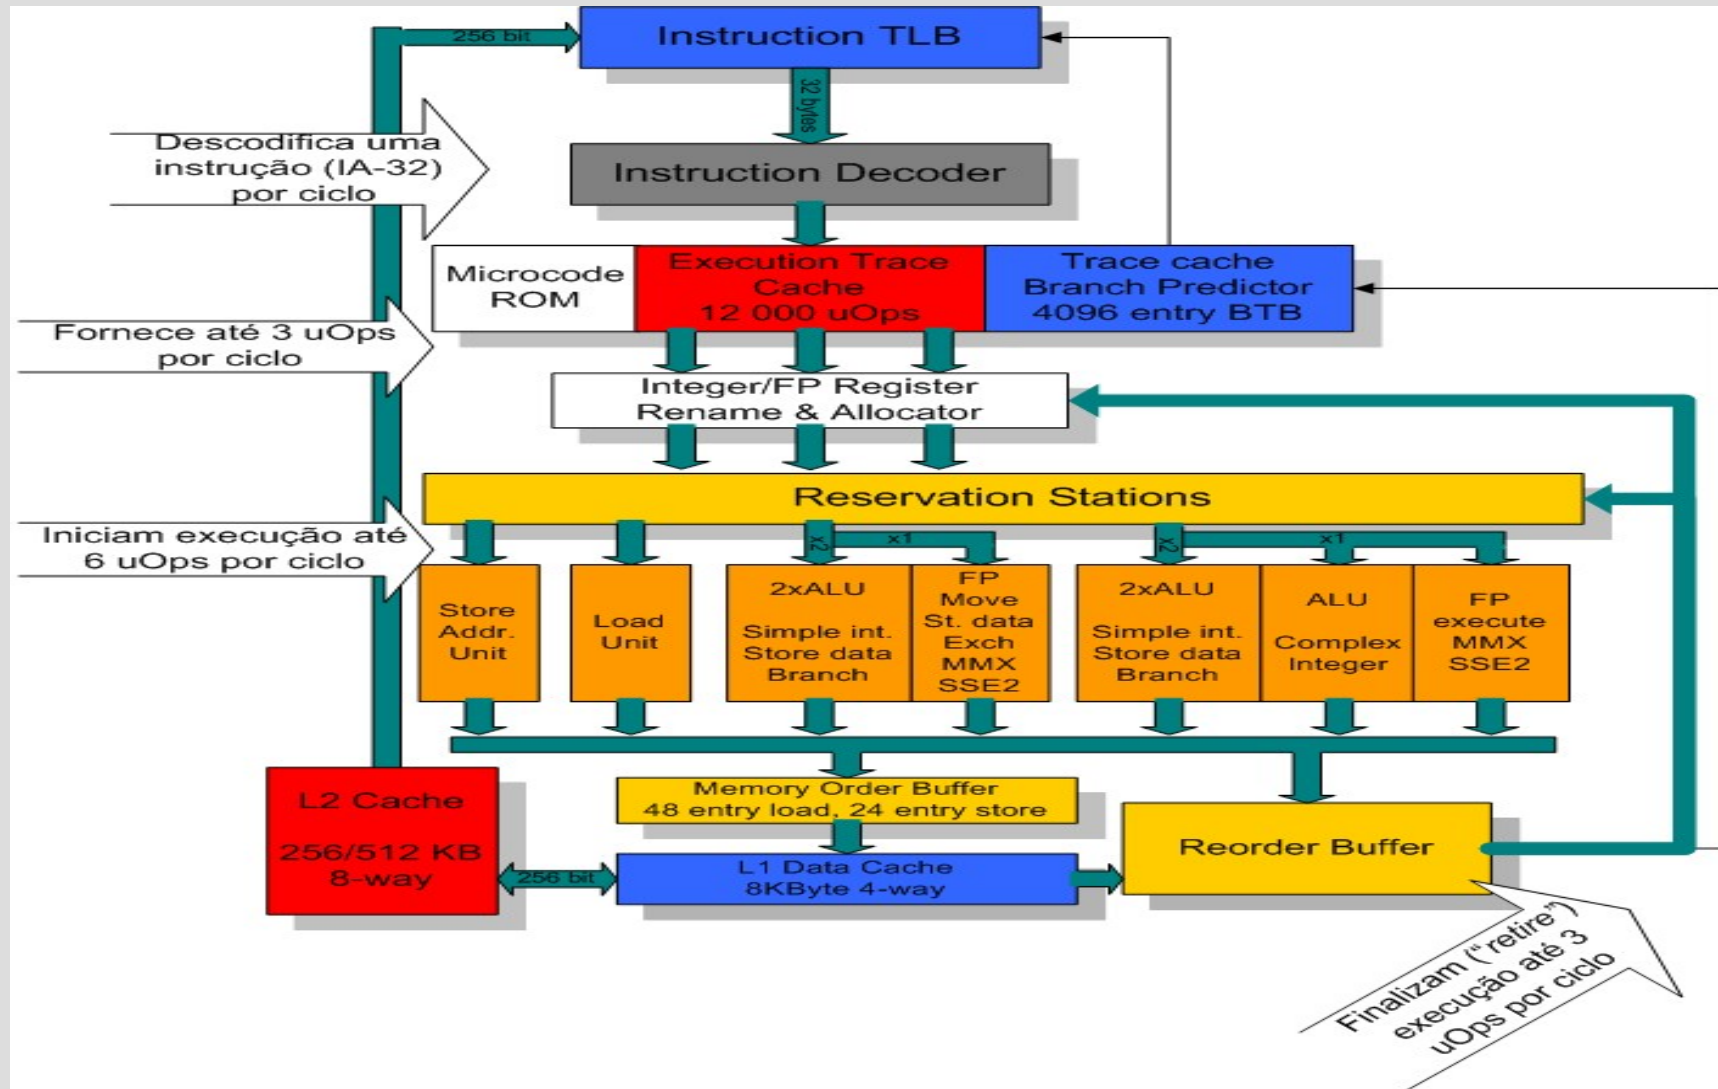 256 bit
Instruction TLB
32 bytes
Descodifica uma
instrução (IA-32)
por ciclo
Instruction Decoder
Microcode
ROM
Execution Trace
Cache
12 000 uOps
Trace cache
Branch Predictor
4096 entry BTB
Fornece até 3 uOps
por ciclo
Integer/FP Register
Rename & Allocator
Reservation Stations
Iniciam execução até
6 uOps por ciclo
x2
x1
x2
x1
Store
Addr.
Unit
Load
Unit
2xALU
Simple int.
Store data
Branch
FP
Move
St. data
Exch
MMX
SSE2
2xALU
Simple int.
Store data
Branch
ALU
Complex
Integer
FP
execute
MMX
SSE2
L2 Cache
256/512 KB
8-way
256 bit
Memory Order Buffer
48 entry load, 24 entry store
L1 Data Cache
8KByte 4-way
Reorder Buffer
Finalizam (“retire”)
execução até 3
uOps por ciclo